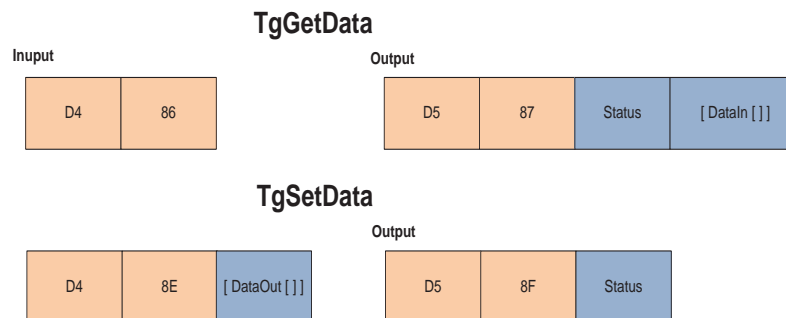 TgGetData
Inuput
Output
D4 86
D5 87 Status [ DataIn [ ] ]
TgSetData
Output
D4 8E [ DataOut [ ] ]
D5 8F Status